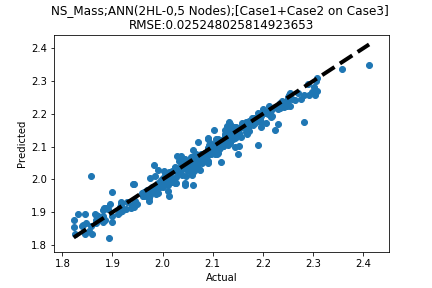 NS_Mass;ANN(2HL-0,5 Nodes);[Case1+Case2 on Case3]
RMSE:0.025248025814923653
2.4
2.3
2.2
2.1
2.0
1.9
1.8
Predicted
1.8 1.9 2.0 2.1 2.2 2.3 2.4
Actual